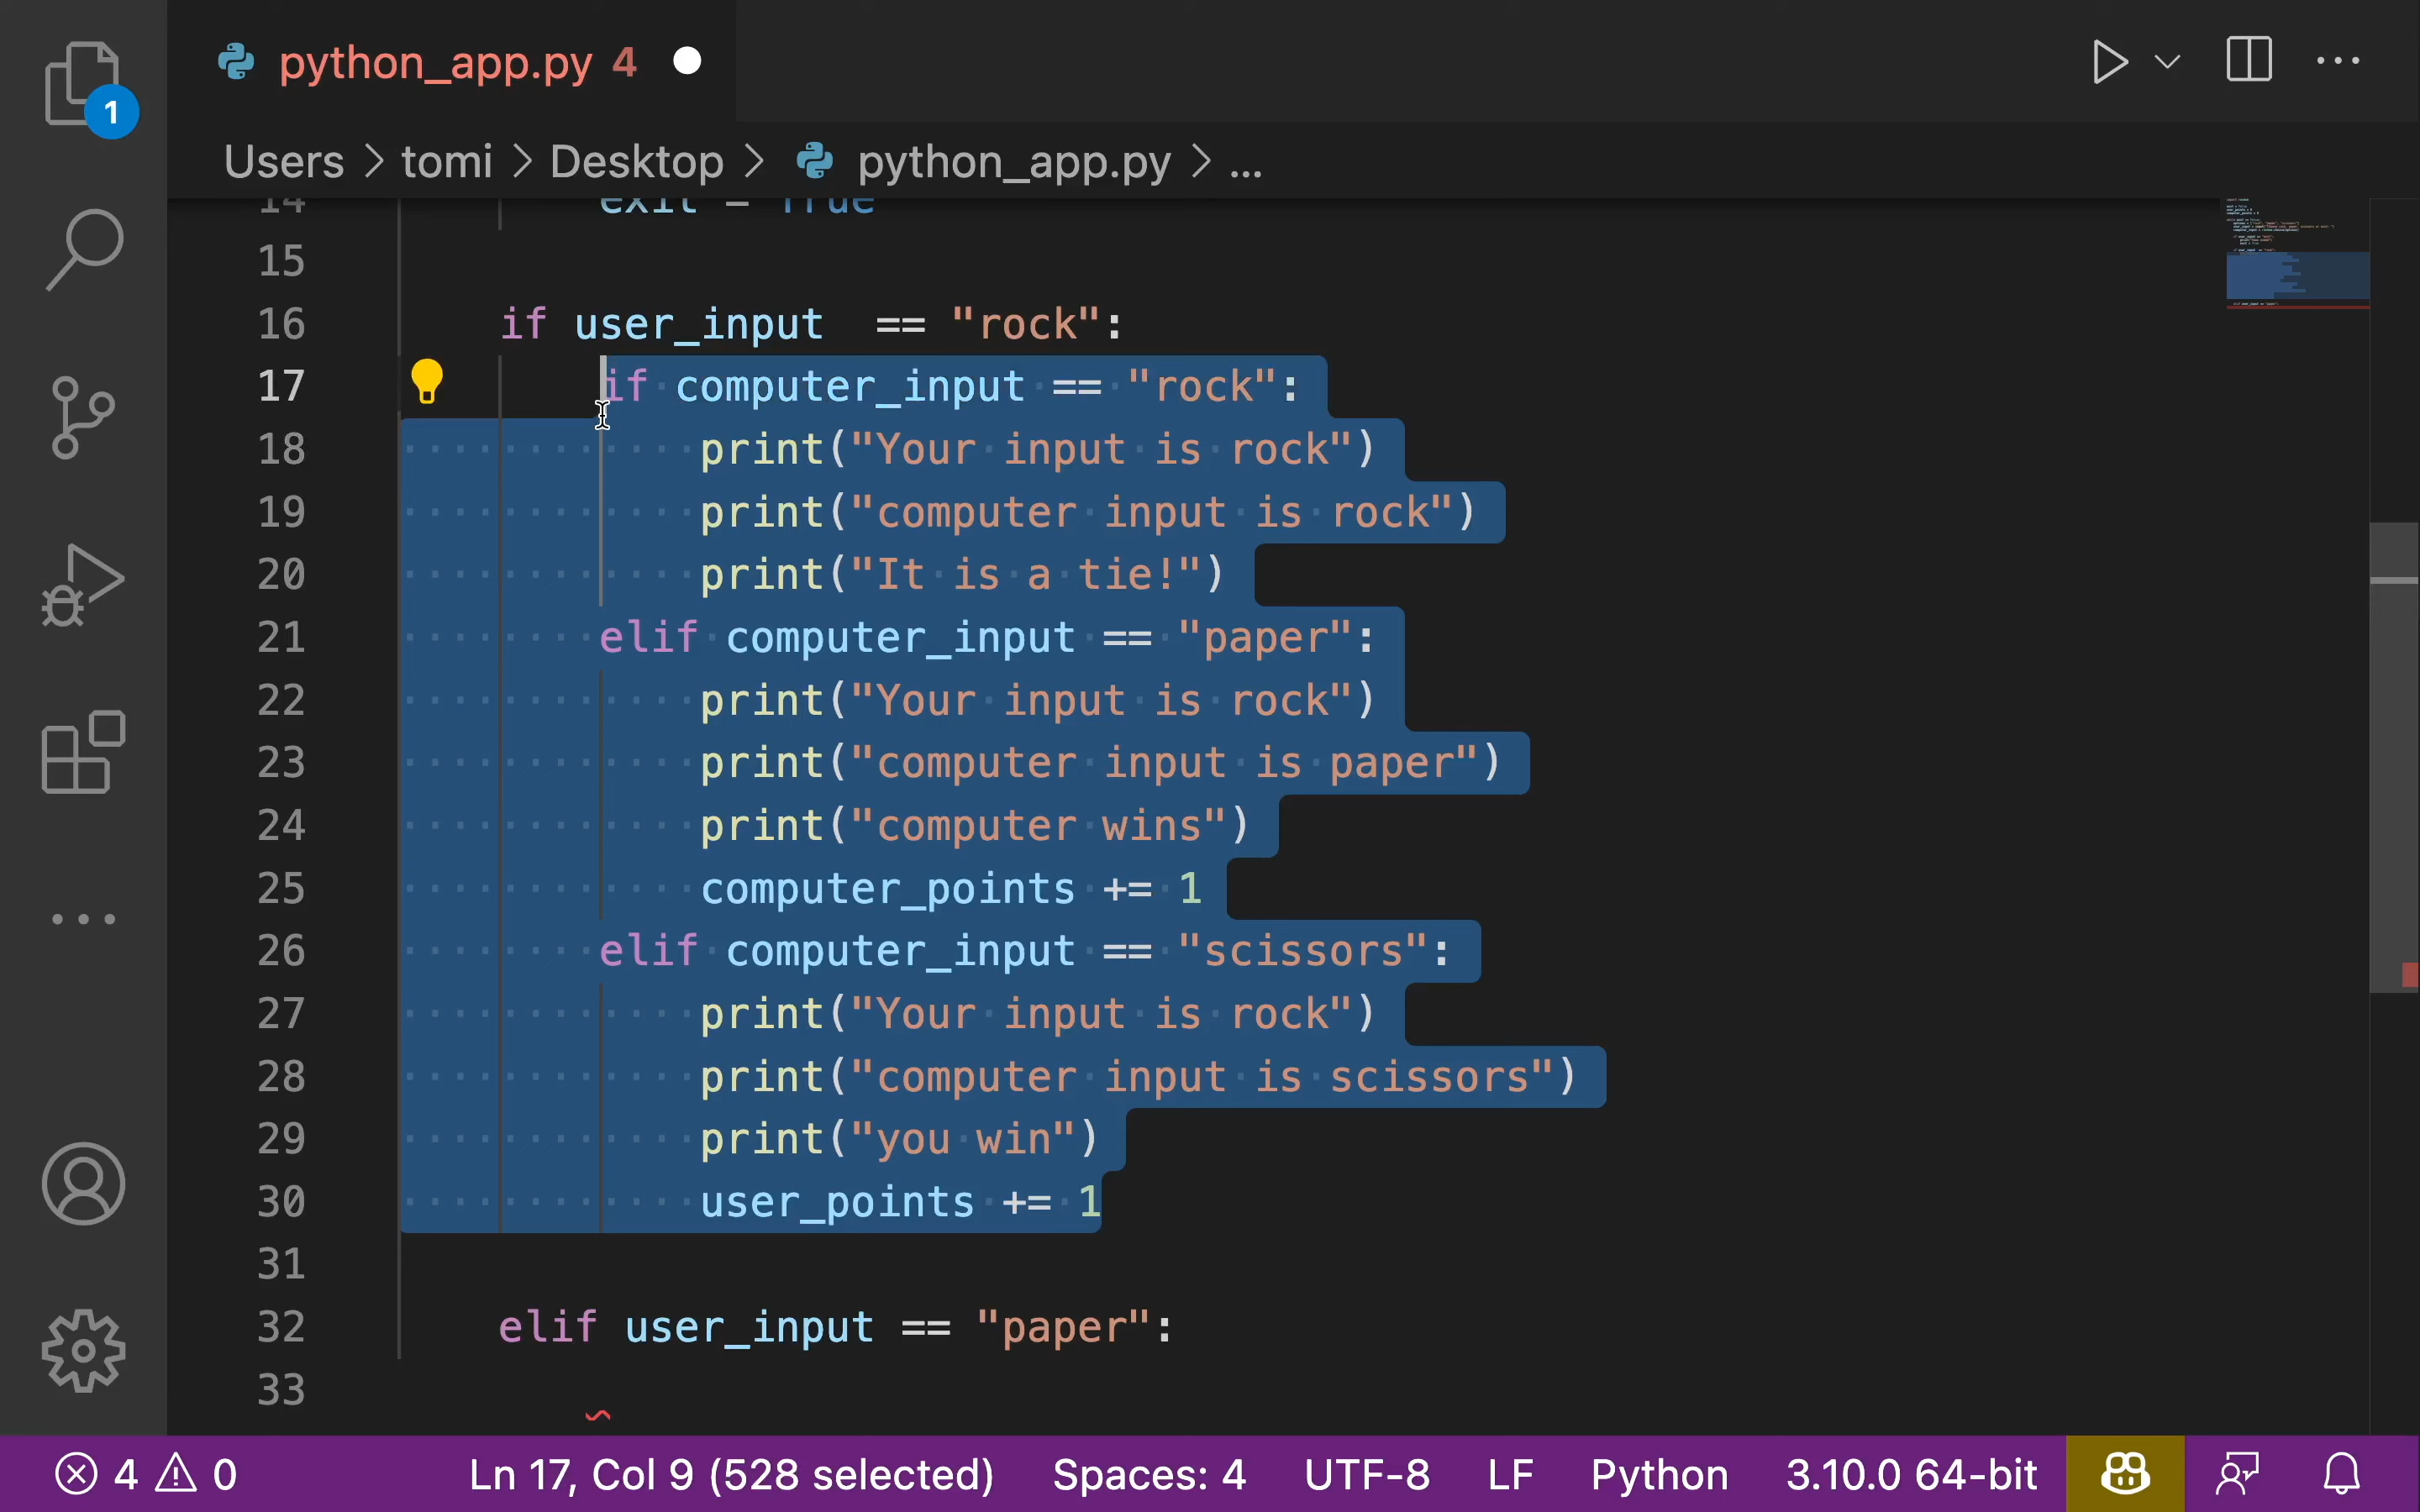 python_app.py 4
1
Users > tomi > Desktop > python_app.py > ...
14 exit = True
15
16 if user_input  == "rock":
17 if computer_input == "rock":
18 print("Your input is rock")
19 print("computer input is rock")
20 print("It is a tie!")
21 elif computer_input == "paper":
22 print("Your input is rock")
23 print("computer input is paper")
24 print("computer wins")
25 computer_points += 1
26 elif computer_input == "scissors":
27 print("Your input is rock")
28 print("computer input is scissors")
29 print("you win")
30 user_points += 1
31
32 elif user_input == "paper":
33
4 0 Ln 17, Col 9 (528 selected) Spaces: 4 UTF-8 LF Python 3.10.0 64-bit